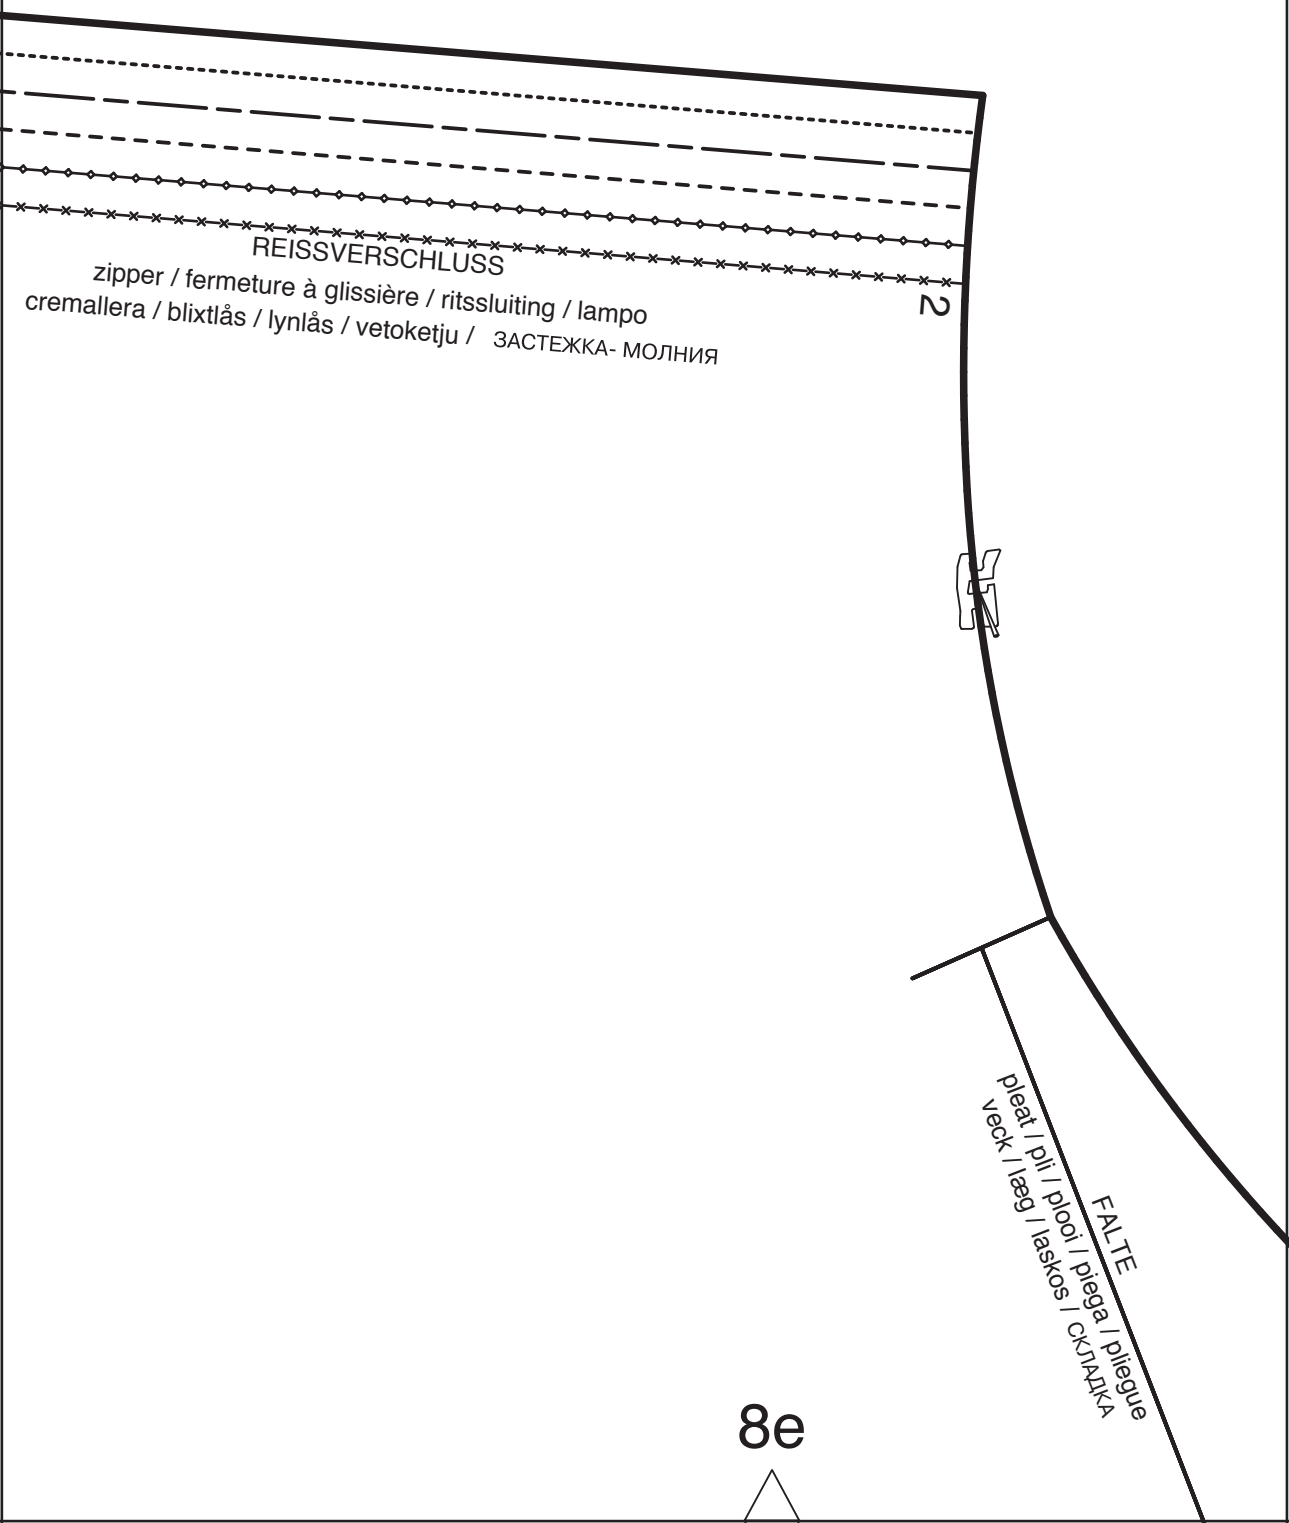 REISSVERSCHLUSS
zipper / fermeture à glissière / ritssluiting / lampo
cremallera / blixtlås / lynlås / vetoketju / ЗАСТЕЖКА- МОЛНИЯ
2
FALTE
pleat / pli / plooi / piega / pliegue
veck / læg / laskos / СКЛАДКА
8e